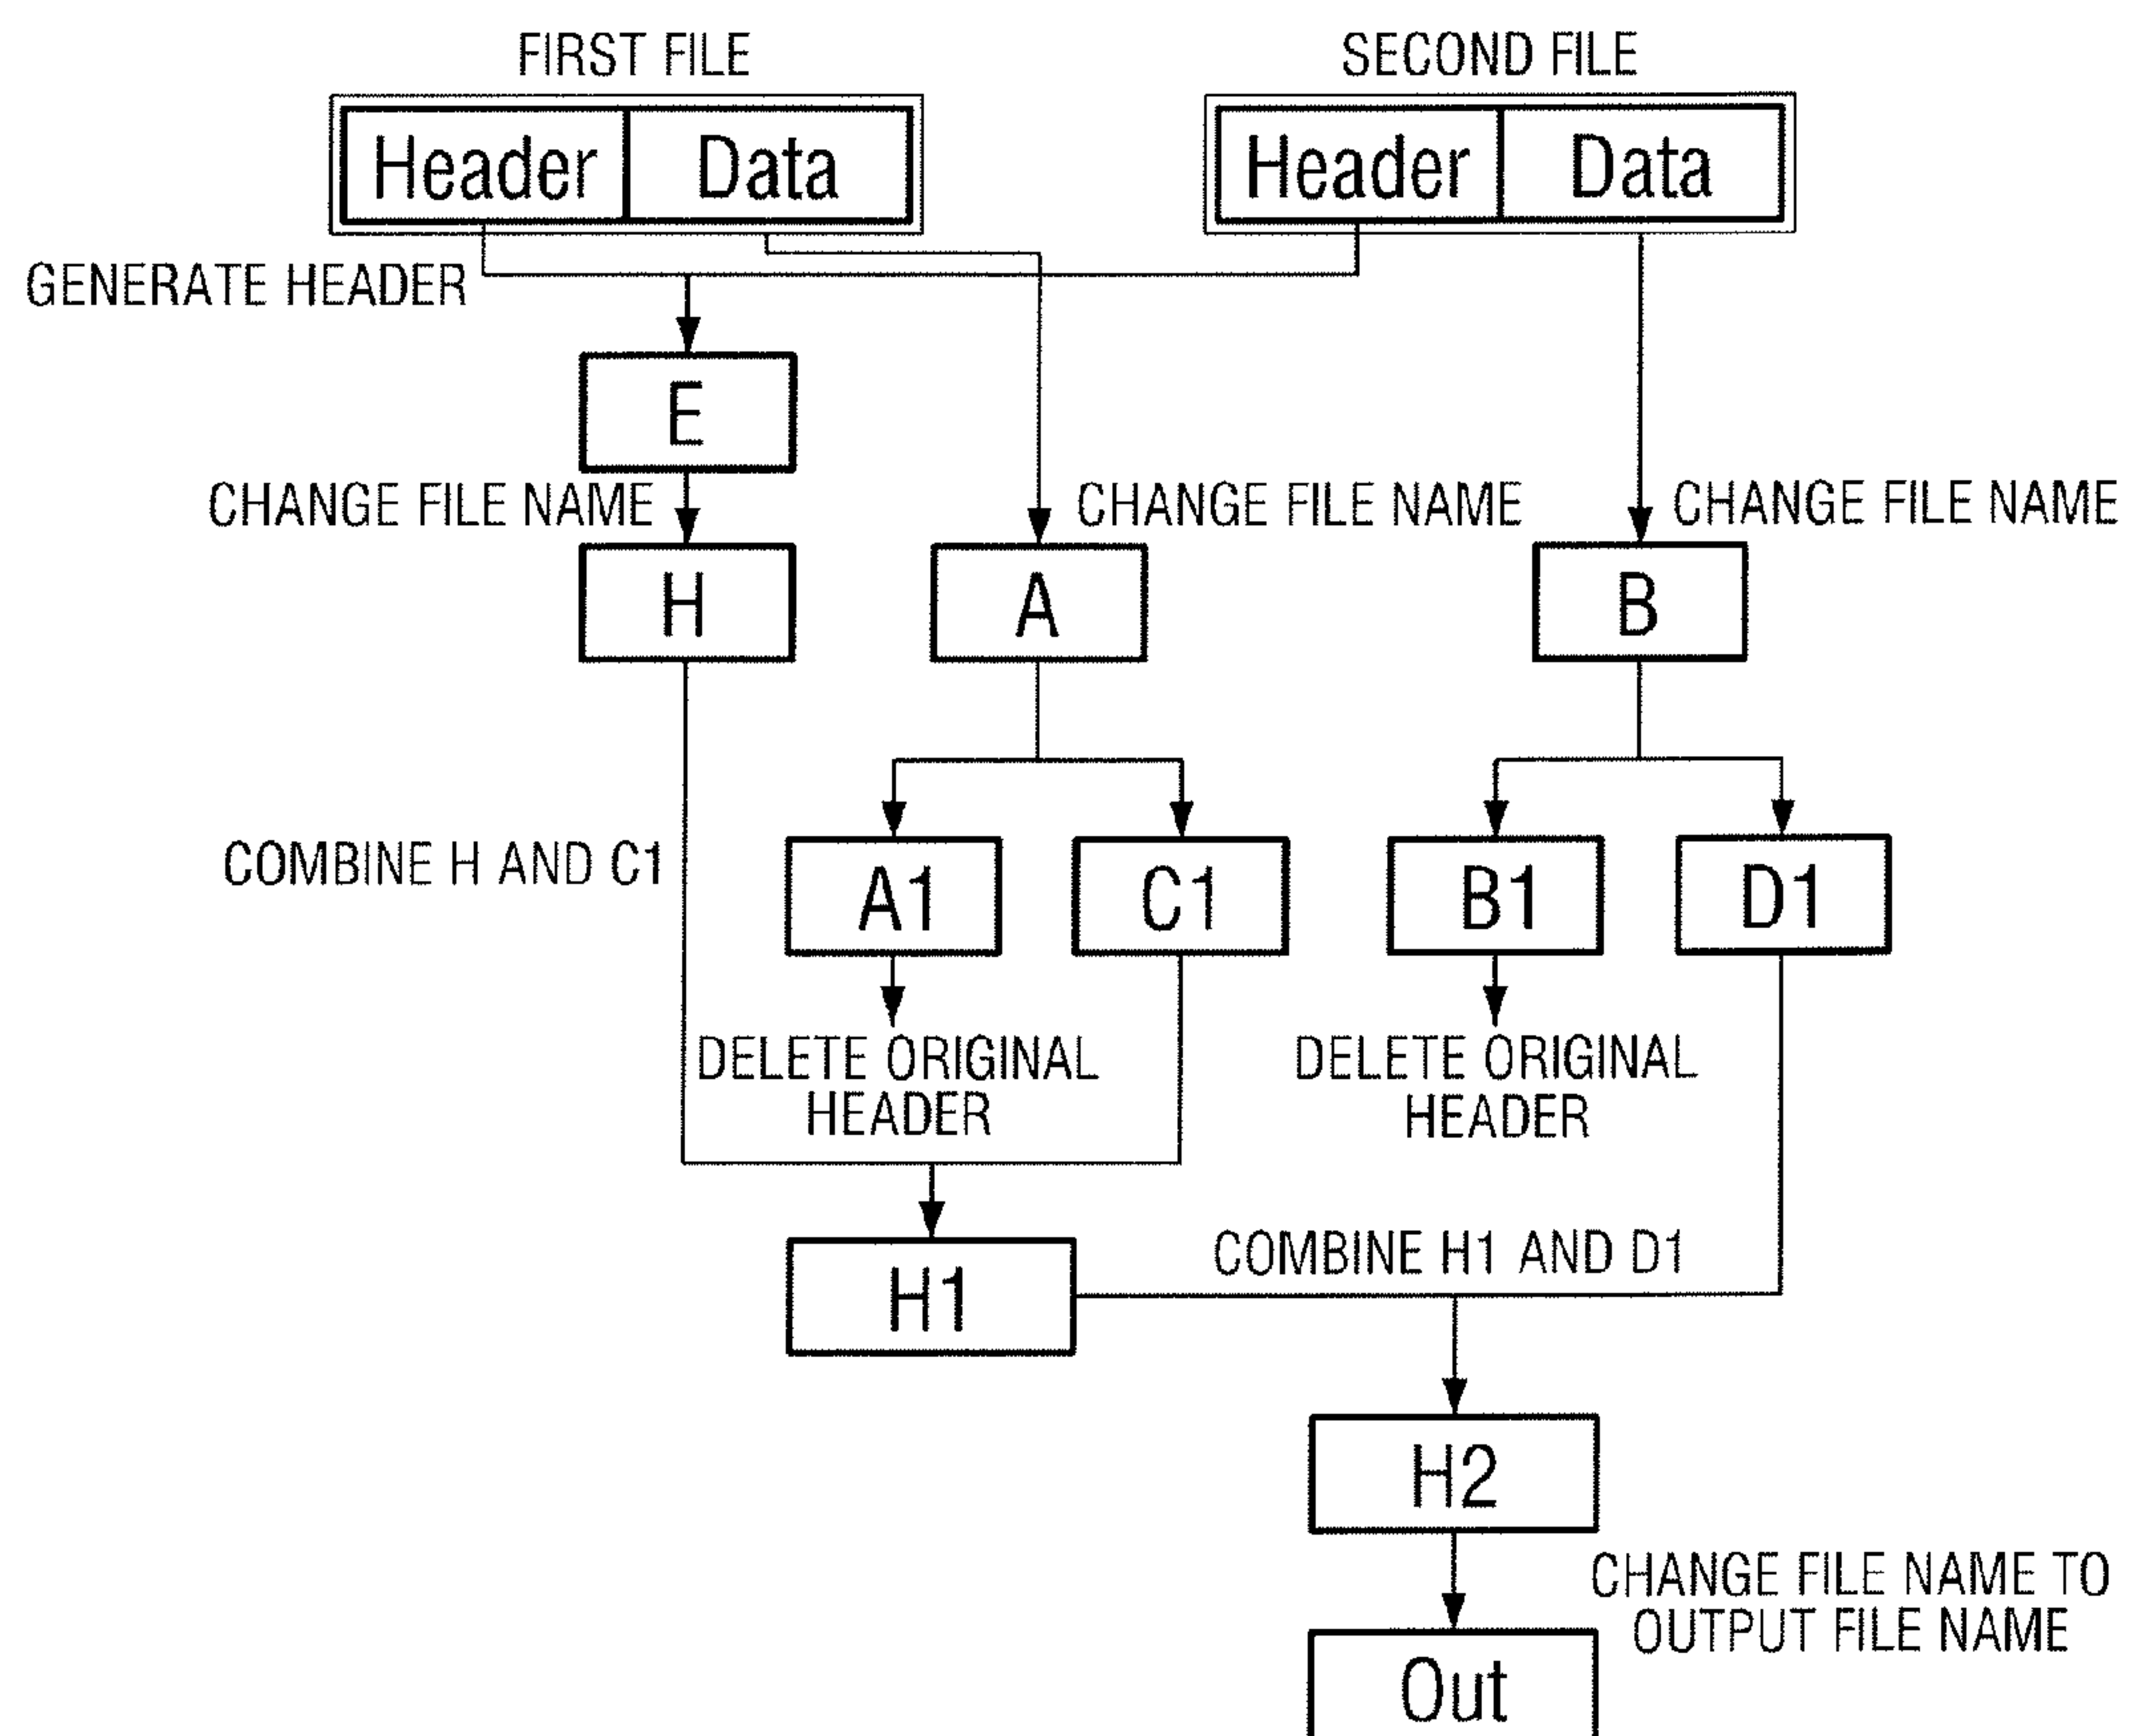 FIRST FILE
SECOND FILE
Header
Data
Header
Data
GENERATE HEADER
E
CHANGE FILE NAME
CHANGE FILE NAME
CHANGE FILE NAME
H
A
B
COMBINE H AND C1
A1
C1
B1
D1
DELETE ORIGINAL
HEADER
DELETE ORIGINAL
HEADER
H1
COMBINE H1 AND D1
H2
CHANGE FILE NAME TO
OUTPUT FILE NAME
Out